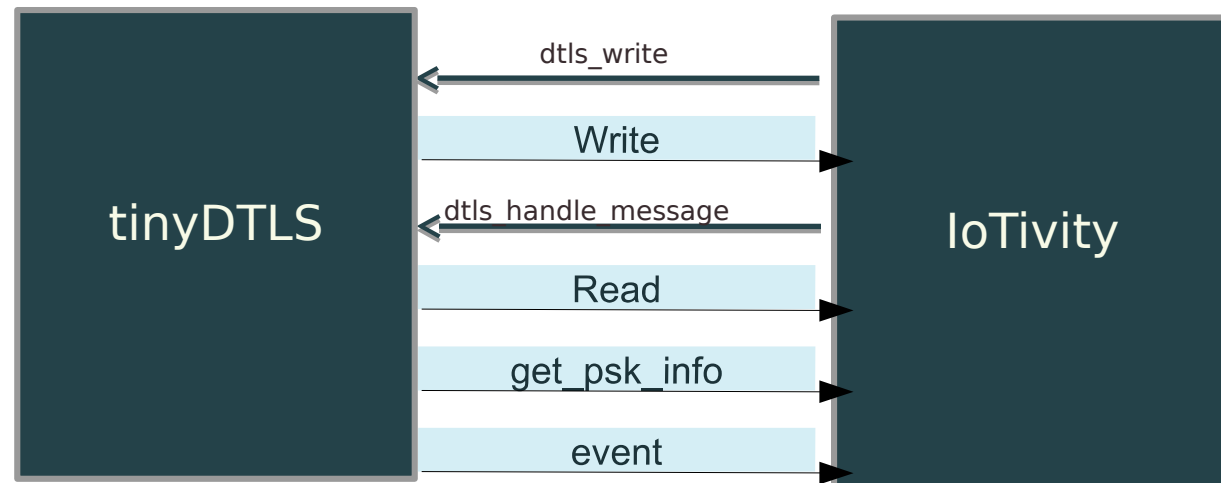 dtls_write
Write
tinyDTLS
dtls_handle_message
IoTivity
Read
get_psk_info
event